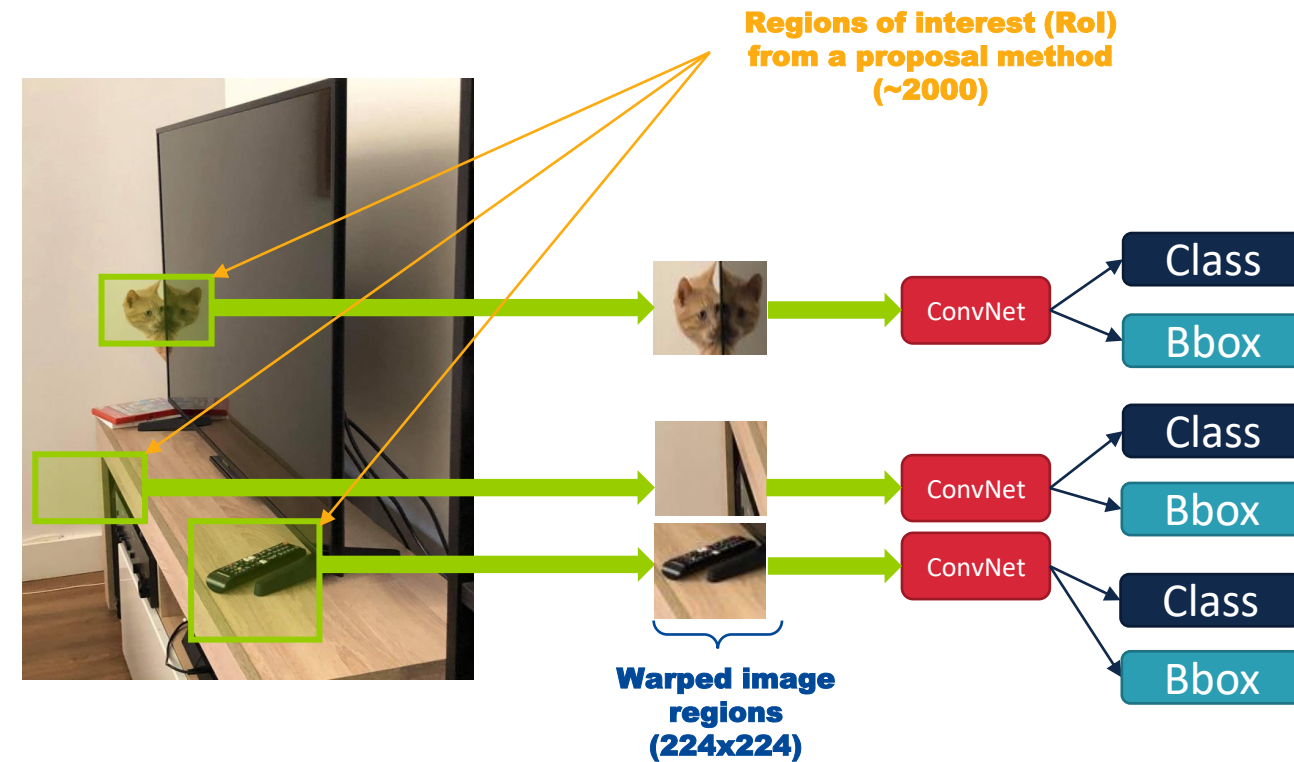 Regions of interest (RoI)
from a proposal method
(~2000)
ConvNet
Class
Bbox
ConvNet
Class
Bbox
ConvNet
Class
Bbox
Warped image
regions
(224x224)